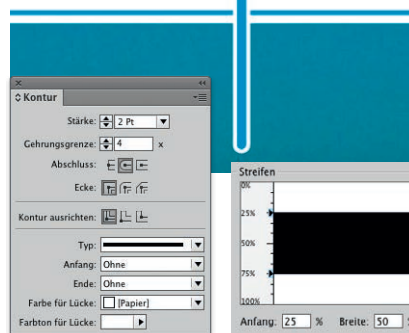 Kontur
Stärke: 2 Pt
Gehrungsgrenze: 4 x
Abschluss:
Ecke:
Kontur ausrichten:
Typ:
Anfang: Ohne
Ende: Ohne
Farbe für Lücke: [Papier]
Farbton für Lücke:
Streifen
0%
25%
50%
75%
100%
Anfang: 25 % Breite: 50